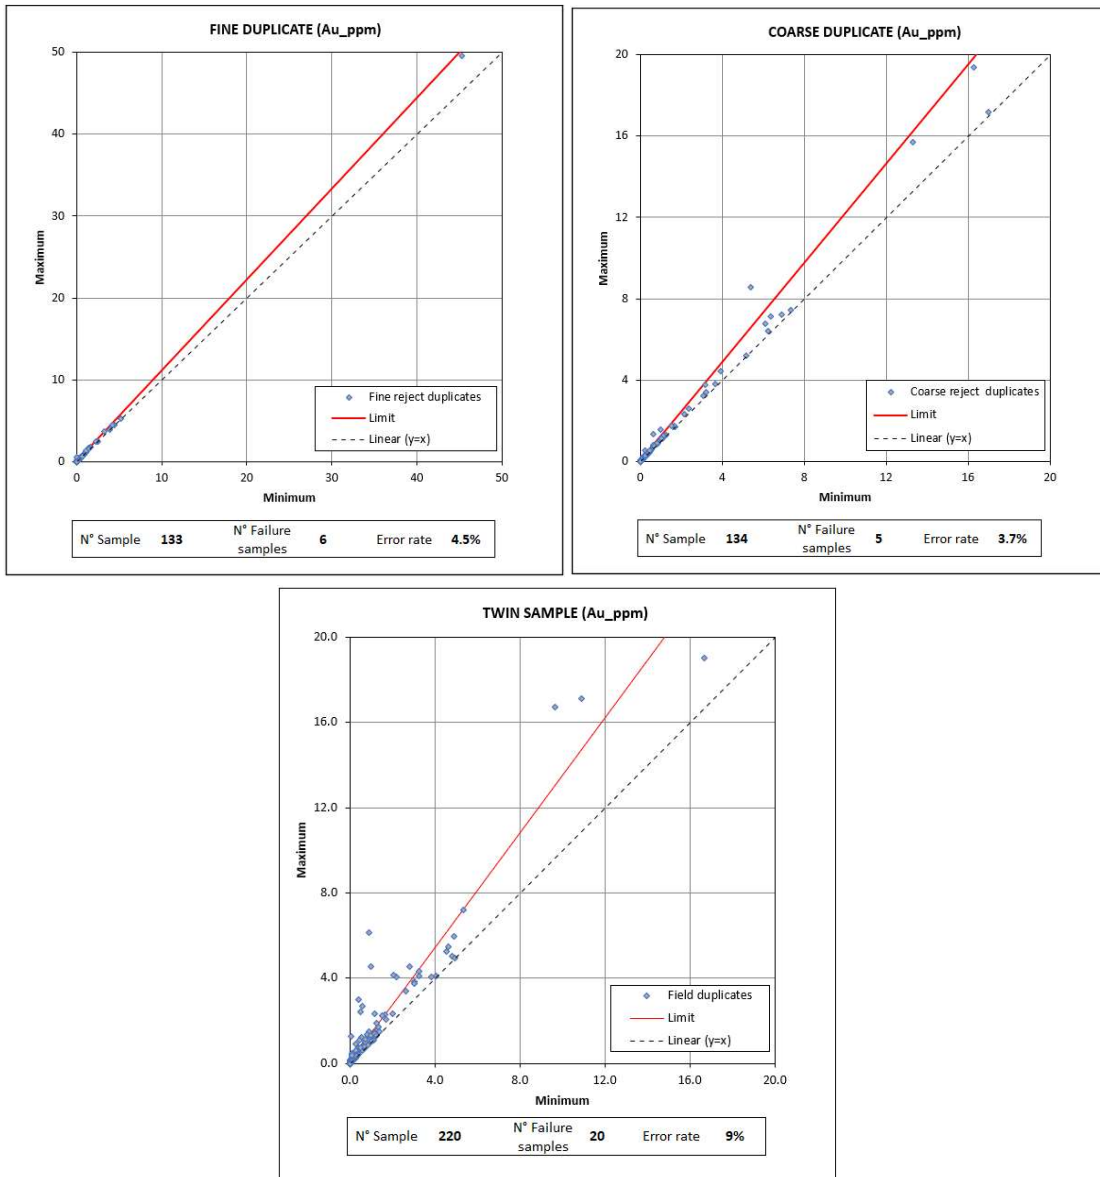 FINE DUPLICATE (Au_ppm)
50
40
30
20
10
0
Maximum
0 10 20 30 40 50
Minimum
Fine reject duplicates
Limit
Linear (y=x)
N° Sample 133 N° Failure samples 6 Error rate 4.5%
COARSE DUPLICATE (Au_ppm)
20
16
12
8
4
0
Maximum
0 4 8 12 16 20
Minimum
Coarse reject duplicates
Limit
Linear (y=x)
N° Sample 134 N° Failure samples 5 Error rate 3.7%
TWIN SAMPLE (Au_ppm)
20.0
16.0
12.0
8.0
4.0
0.0
Maximum
0.0 4.0 8.0 12.0 16.0 20.0
Minimum
Field duplicates
Limit
Linear (y=x)
N° Sample 220 N° Failure samples 20 Error rate 9%